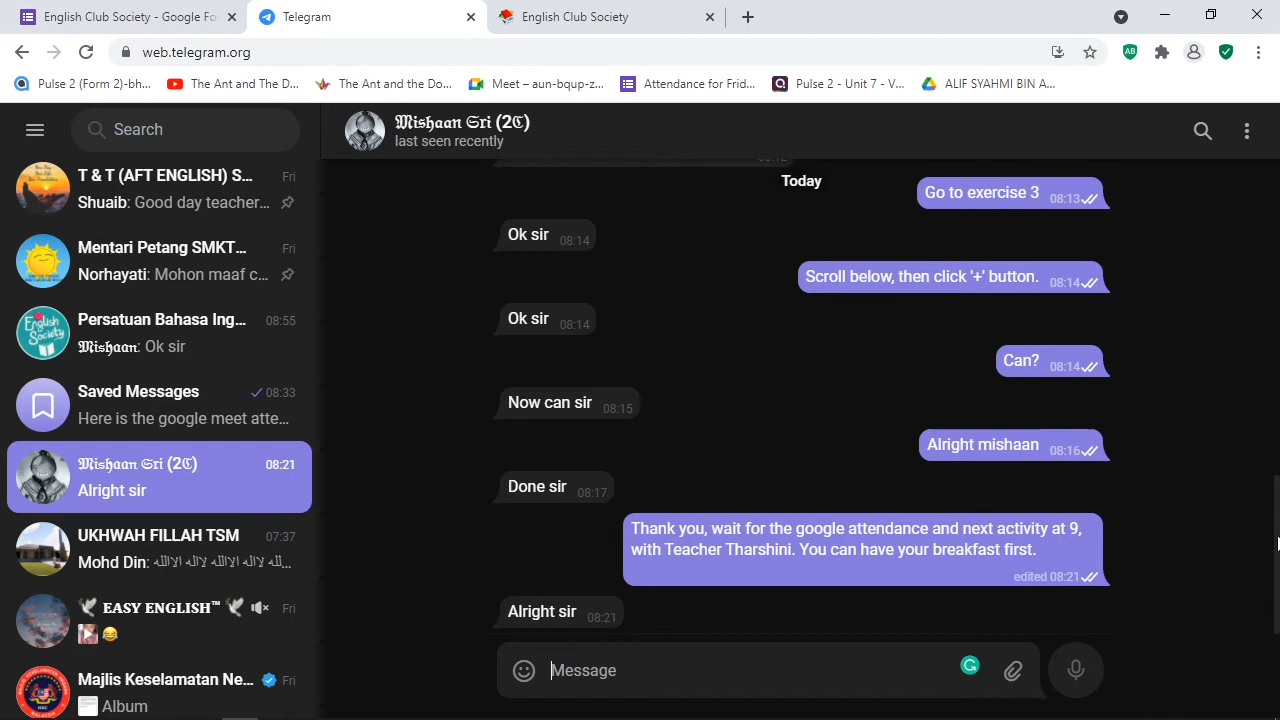 English Club Society - Google Fo
Telegram
English Club Society
web.telegram.org
Pulse 2 (Form 2)-bh...
The Ant and The D...
The Ant and the Do...
Meet – aun-bqup-z...
Attendance for Frid...
Pulse 2 - Unit 7 - V...
ALIF SYAHMI BIN A...
Search
𝕸𝖎𝖘𝖍𝖆𝖆𝖓 𝕾𝖗𝖎 (2𝕮)
last seen recently
T & T (AFT ENGLISH) S...
Fri
Shuaib: Good day teacher...
Mentari Petang SMKT...
Fri
Norhayati: Mohon maaf c...
Persatuan Bahasa Ing...
08:55
𝕸𝖎𝖘𝖍𝖆𝖆𝖓: Ok sir
Saved Messages
08:33
Here is the google meet atte...
𝕸𝖎𝖘𝖍𝖆𝖆𝖓 𝕾𝖗𝖎 (2𝕮)
08:21
Alright sir
UKHWAH FILLAH TSM
07:37
Mohd Din: لله لااله الاالله لااله الاالله...
🕊 𝐄𝐀𝐒𝐘 𝐄𝐍𝐆𝐋𝐈𝐒𝐇™ 🕊
Fri
😂
Majlis Keselamatan Ne...
Fri
Album
08:12
Today
Go to exercise 3 08:13
Ok sir 08:14
Scroll below, then click '+' button. 08:14
Ok sir 08:14
Can? 08:14
Now can sir 08:15
Alright mishaan 08:16
Done sir 08:17
Thank you, wait for the google attendance and next activity at 9,
with Teacher Tharshini. You can have your breakfast first.
edited 08:21
Alright sir 08:21
Message